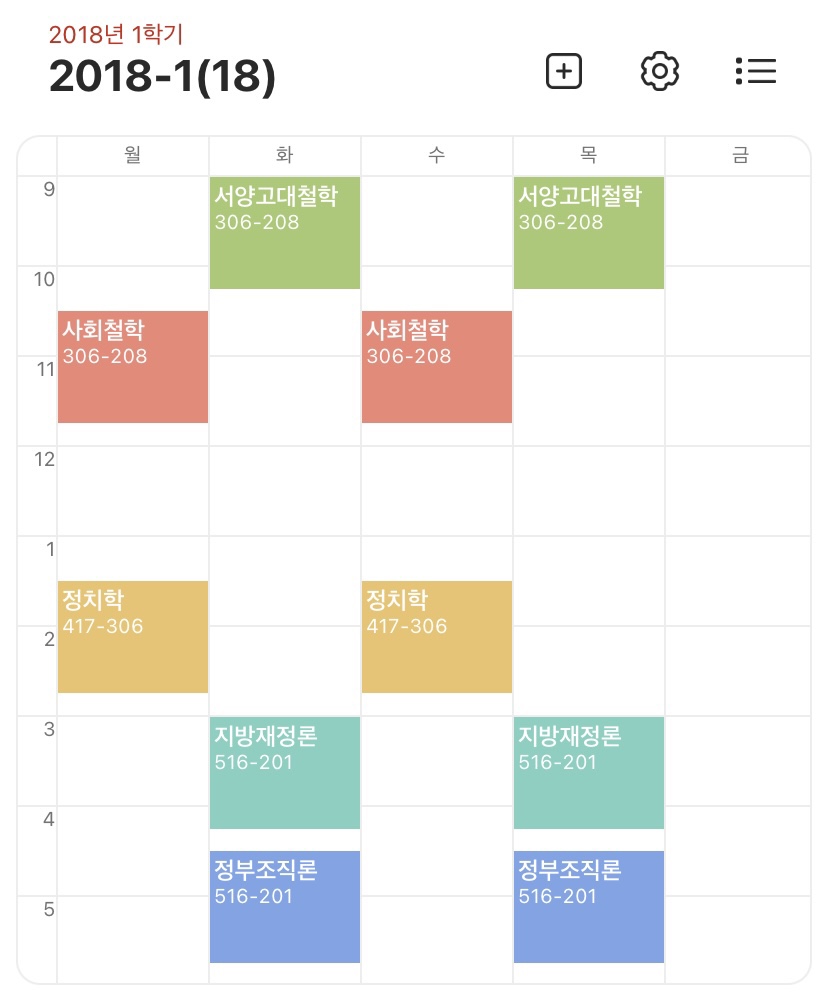 2018년 1학기
2018-1(18)
월 화 수 목 금
9
서양고대철학 서양고대철학
306-208 306-208
10
사회철학 사회철학
306-208 306-208
11
12
1
정치학 정치학
417-306 417-306
2
3
지방재정론 지방재정론
516-201 516-201
4
정부조직론 정부조직론
516-201 516-201
5